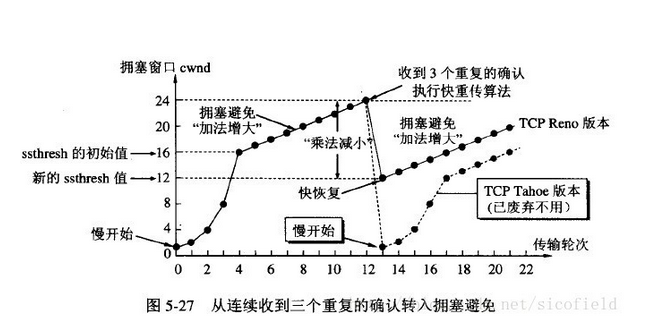 拥塞窗口 cwnd
收到 3 个重复的确认
执行快重传算法
24
20
16
12
8
4
0
拥塞避免
“加法增大”
“乘法减小”
拥塞避免
“加法增大”
TCP Reno 版本
ssthresh 的初始值
新的 ssthresh 值
快恢复
TCP Tahoe 版本
(已废弃不用)
慢开始
慢开始
传输轮次
0 2 4 6 8 10 12 14 16 18 20 22
图 5-27 从连续收到三个重复的确认转入拥塞避免
net/sicofield